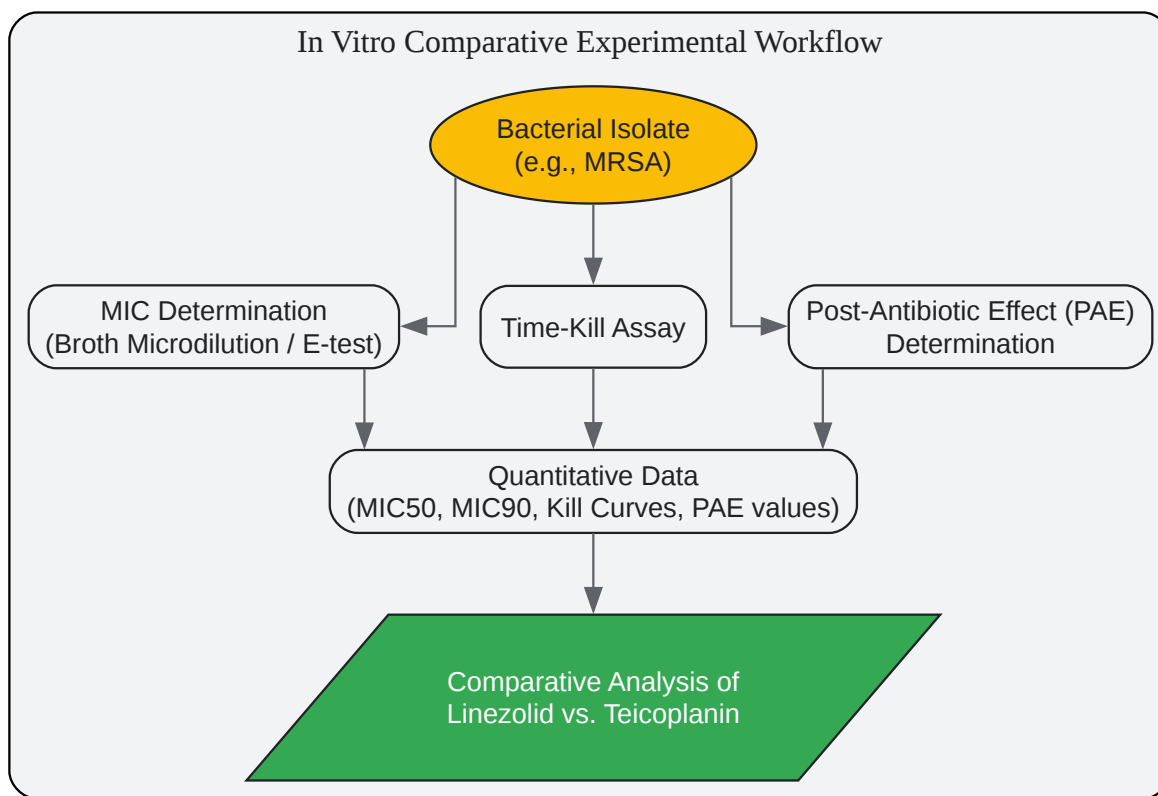 In Vitro Comparative Experimental Workflow
Bacterial Isolate
(e.g., MRSA)
MIC Determination
(Broth Microdilution / E-test)
Time-Kill Assay
Post-Antibiotic Effect (PAE)
Determination
Quantitative Data
(MIC50, MIC90, Kill Curves, PAE values)
Comparative Analysis of
Linezolid vs. Teicoplanin